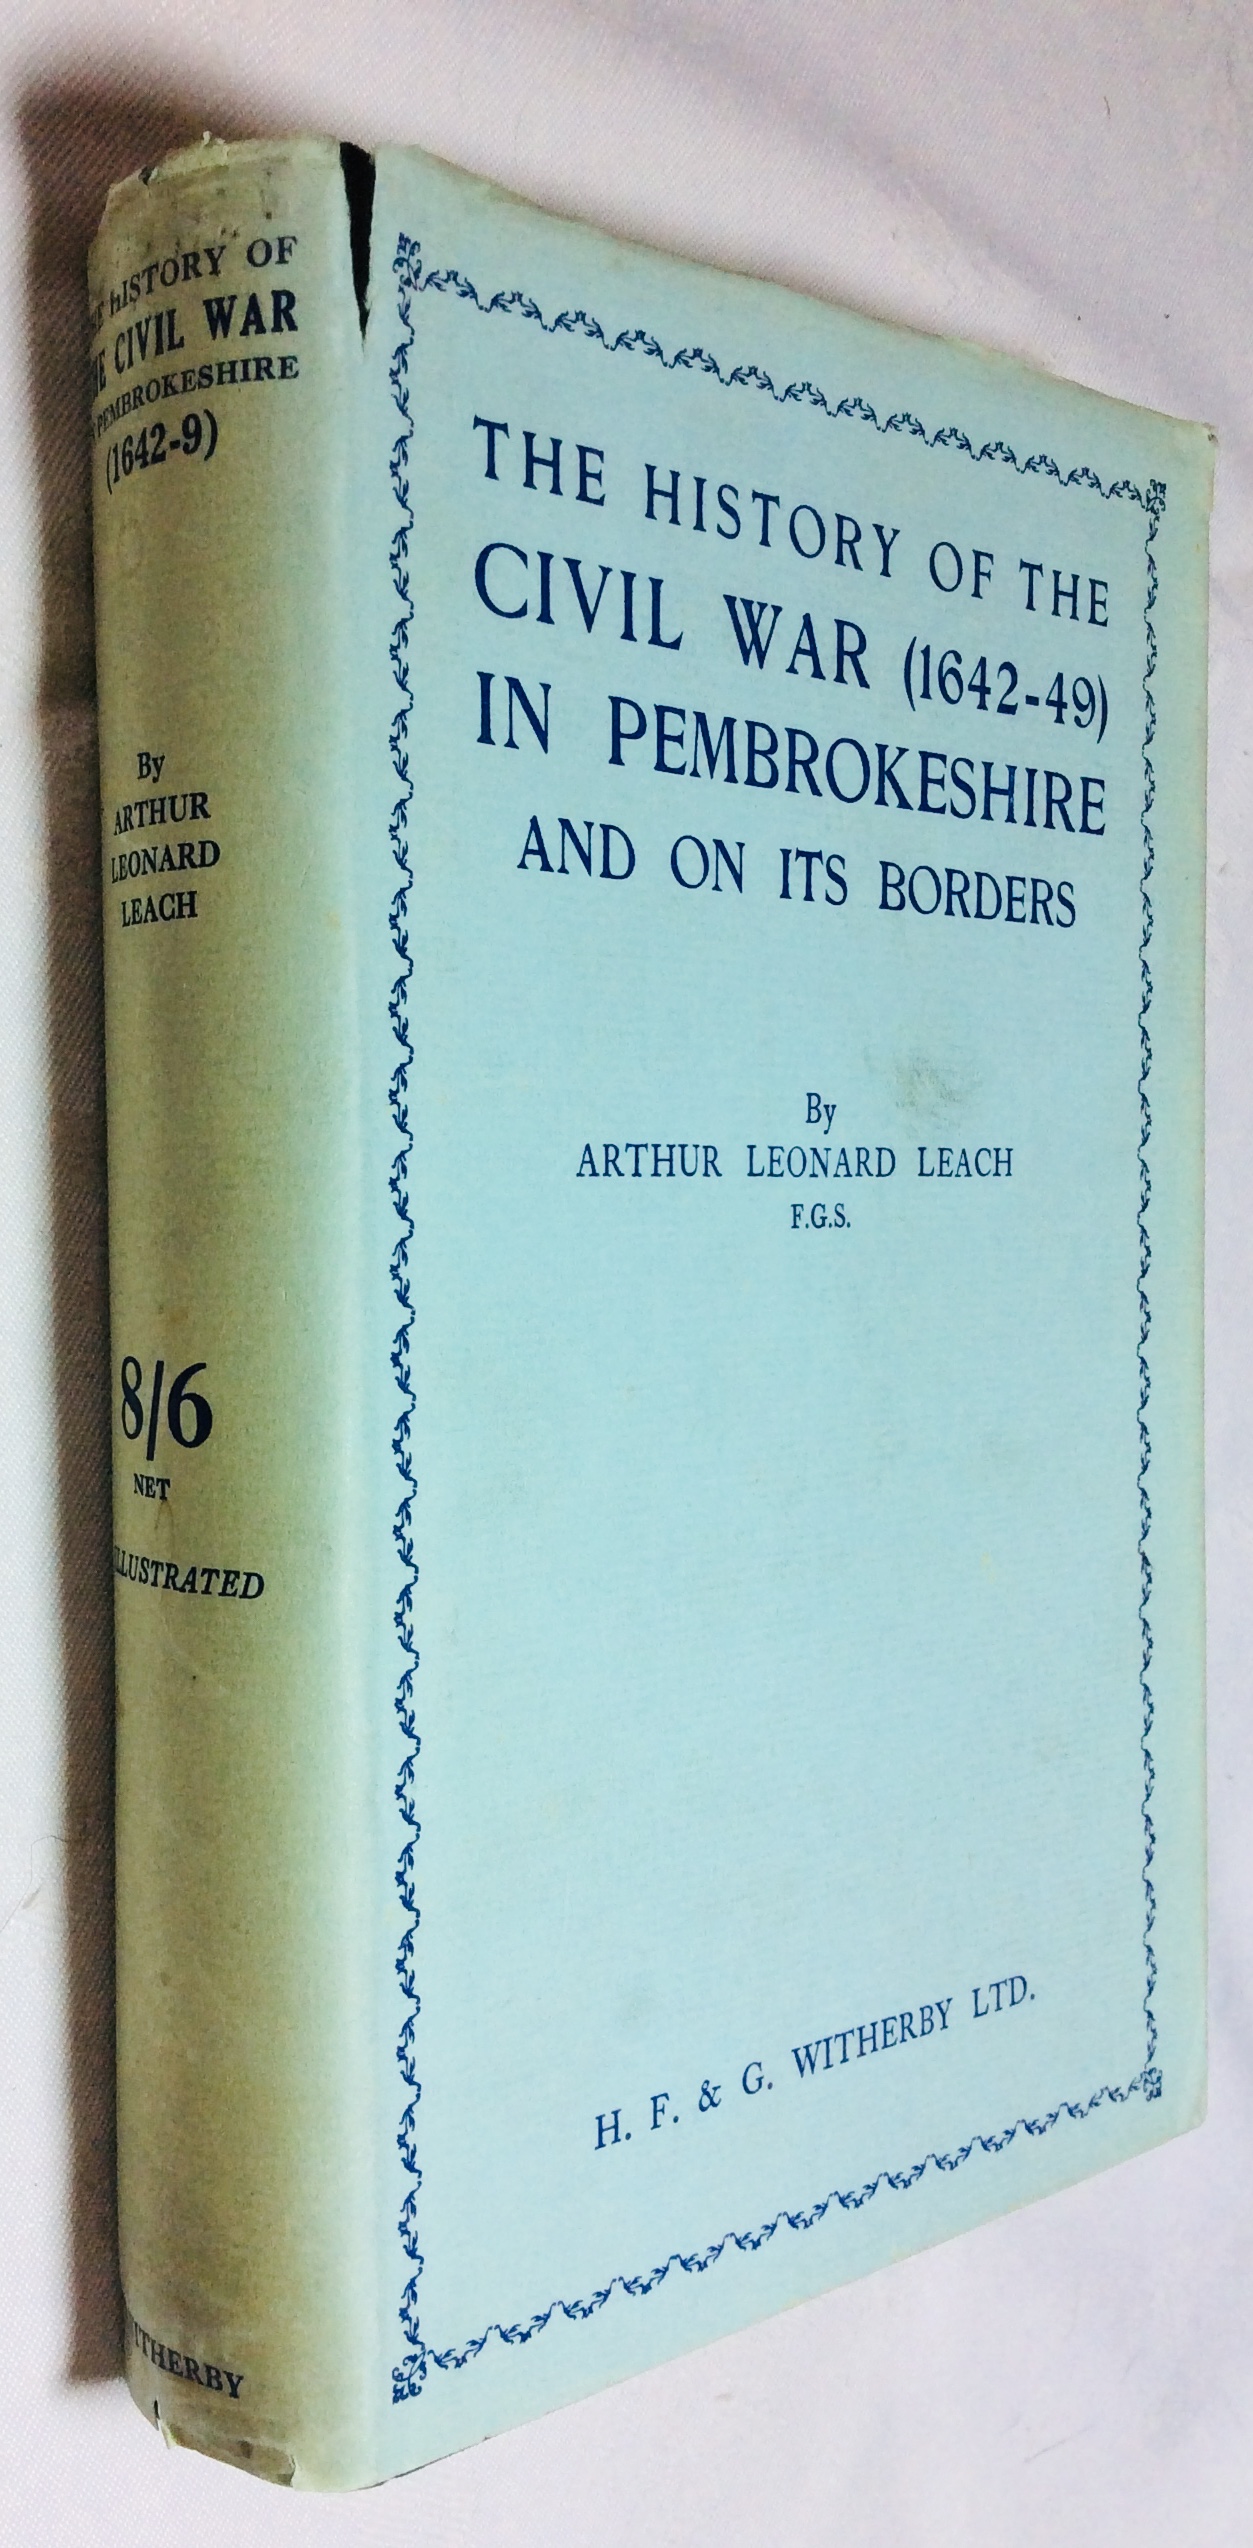 HISTORY OF
CIVIL WAR
PEMBROKESHIRE
(1642-9)
By
ARTHUR
LEONARD
LEACH
8/6
NET
ILLUSTRATED
THE HISTORY OF THE
CIVIL WAR (1642-49)
IN PEMBROKESHIRE
AND ON ITS BORDERS
By
ARTHUR LEONARD LEACH
F.G.S.
H. F. & G. WITHERBY LTD.